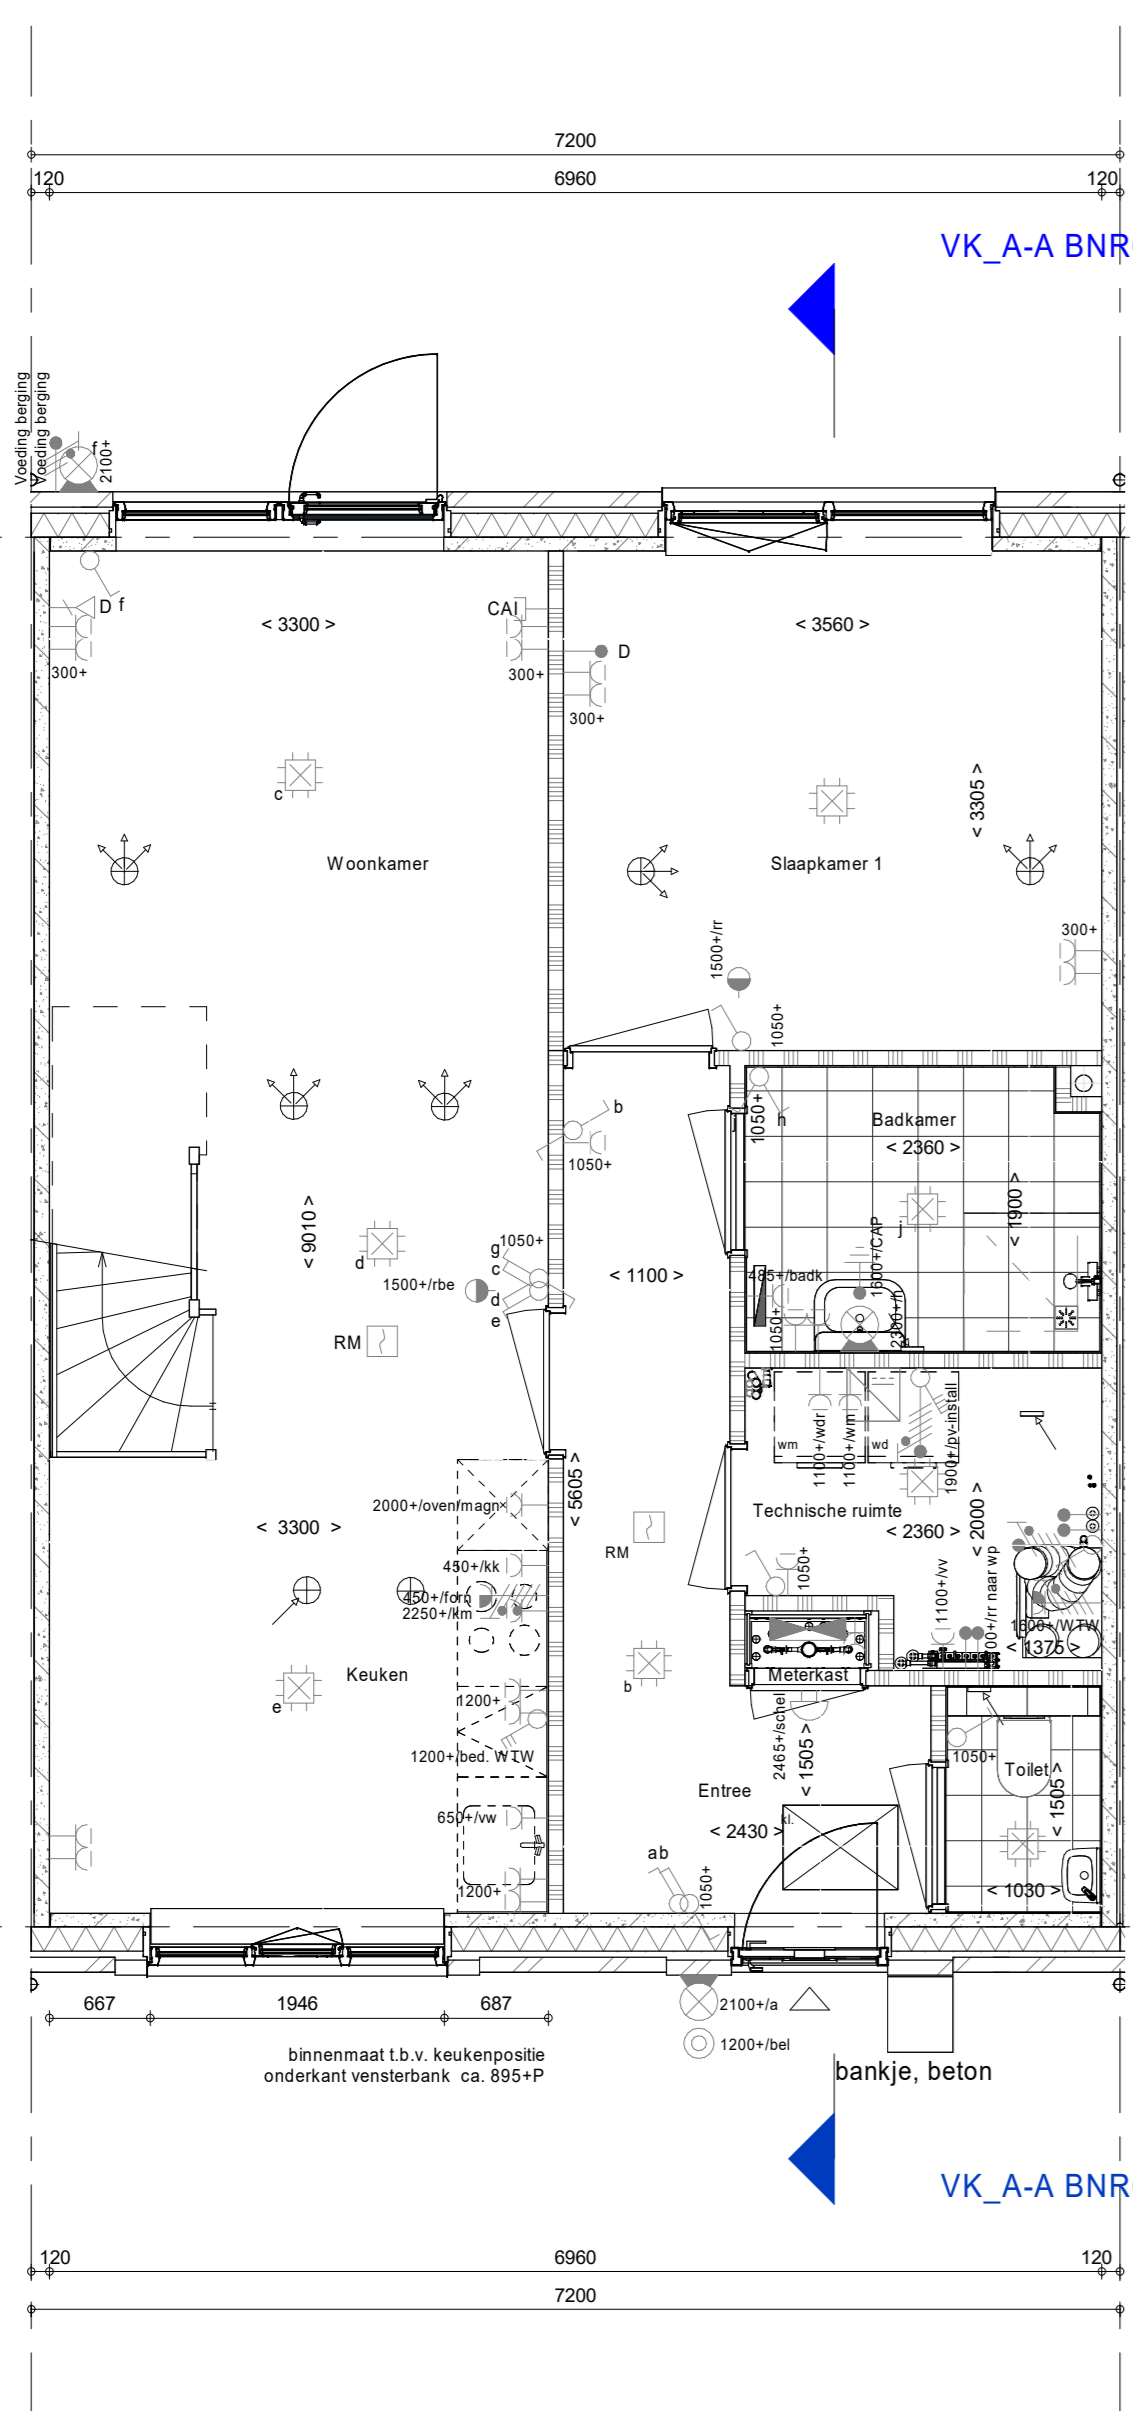 7200
120
6960
120
VK_A-A BNR
Voeding berging
Voeding berging
f
2100+
D
f
300+
< 3300 >
CAI
300+
D
300+
< 3560 >
c
< 3305 >
Woonkamer
Slaapkamer 1
1500+/rr
300+
1050+
b
1050+
1050+
h
j
Badkamer
< 2360 >
< 1900 >
j
< 9010 >
d
g
1050+
c
1500+/rbe
d
e
< 1100 >
485+/badk
1600+/CAP
1050+
2300+/h
RM
wm
1100+/wdr
1100+/wm
wd
1900+/pv-install
2000+/oven/magn
< 5605 >
Technische ruimte
< 2360 >
< 2000 >
< 3300 >
RM
450+/kk
1050+
450+/forn
2250+/km
1100+/vv
1600+/WTW
< 1375 >
Keuken
e
b
Meterkast
1200+
2465+/schel
< 1505 >
1200+/bed. WTW
1050+
Toilet
< 1505 >
Entree
650+/vw
< 2430 >
kl.
ab
1050+
1200+
< 1030 >
667
1946
687
2100+/a
1200+/bel
binnenmaat t.b.v. keukenpositie
onderkant vensterbank ca. 895+P
bankje, beton
VK_A-A BNR
120
6960
120
7200